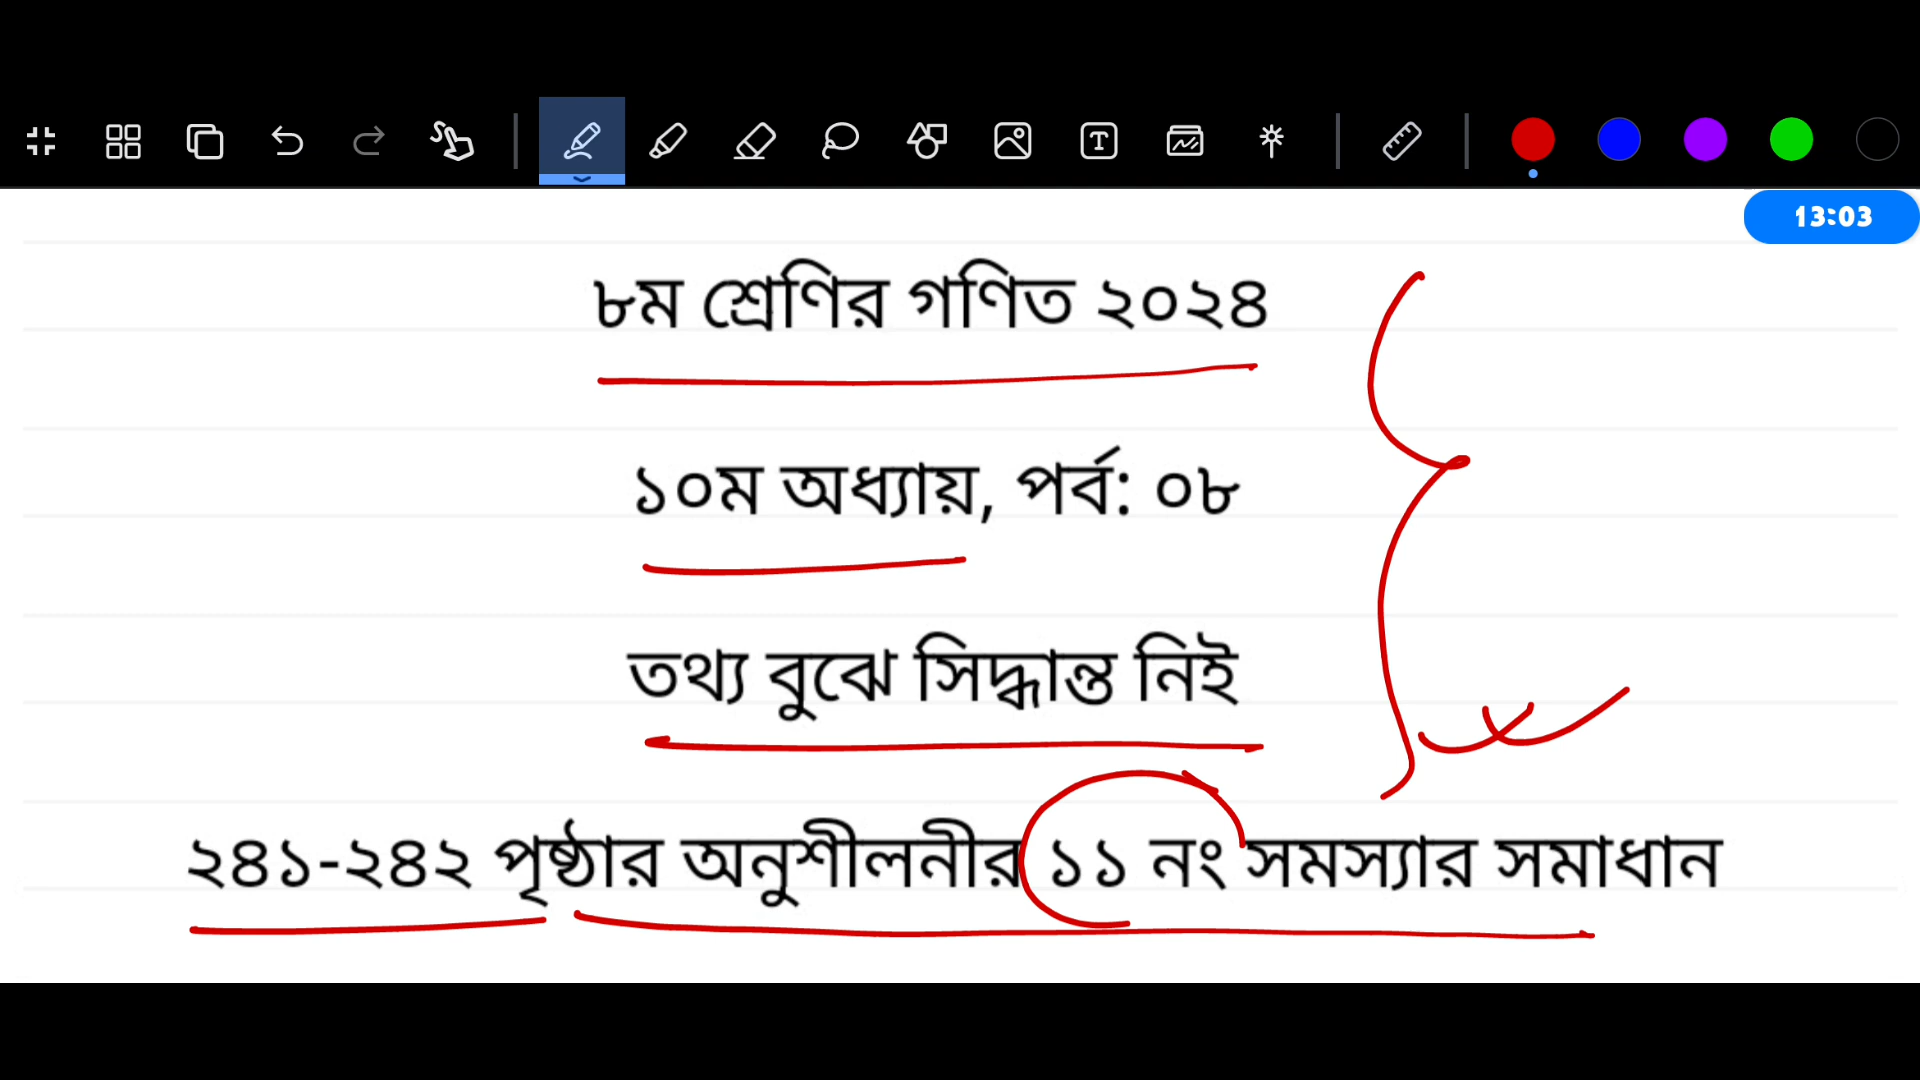 13:03
৮ম শ্রেণির গণিত ২০২৪
১০ম অধ্যায়, পর্ব: ০৮
তথ্য বুঝে সিদ্ধান্ত নিই
২৪১-২৪২ পৃষ্ঠার অনুশীলনীর ১১ নং সমস্যার সমাধান